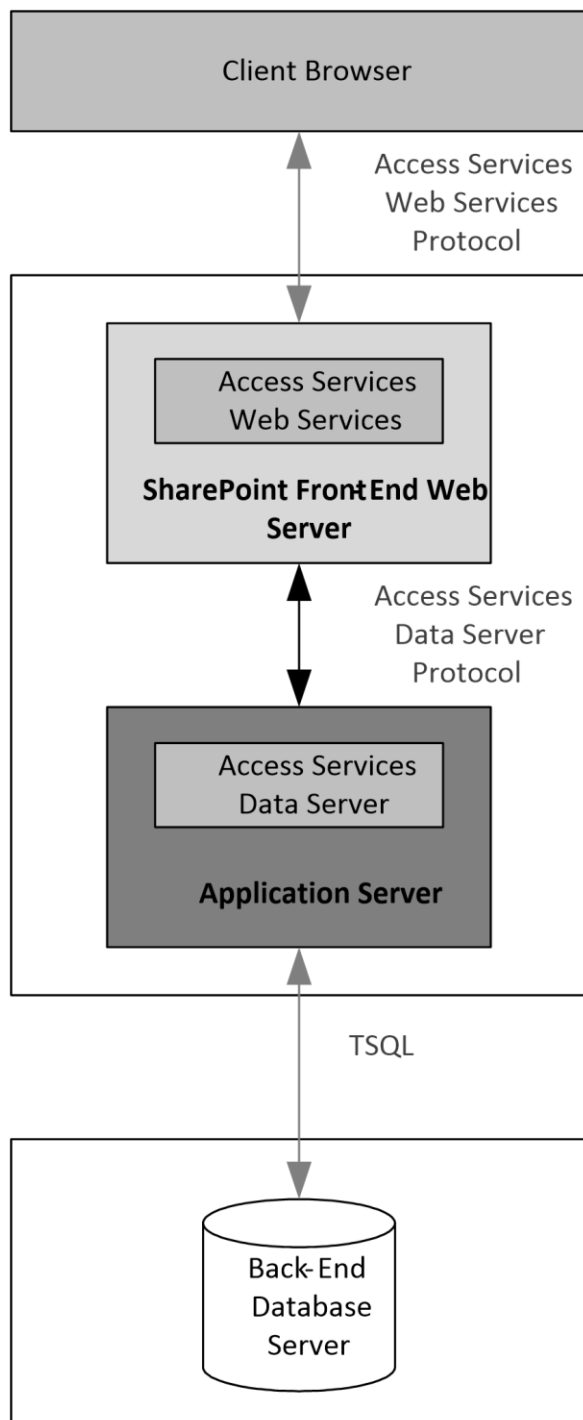 Client Browser
Access Services
Web Services
Protocol
Access Services
Web Services
SharePoint Front-End Web
Server
Access Services
Data Server
Protocol
Access Services
Data Server
Application Server
TSQL
Back-End
Database
Server